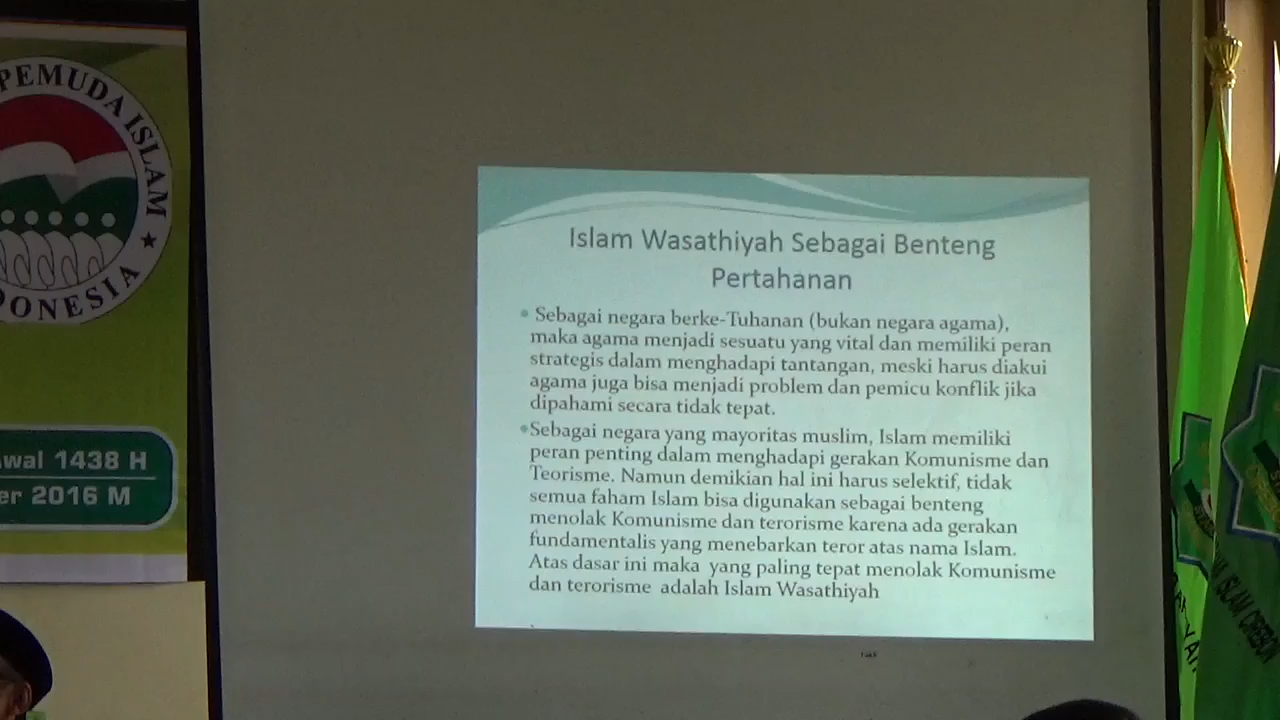 PEMUDA ISLAM
DONESIA
wal 1438 H
er 2016 M
Islam Wasathiyah Sebagai Benteng
Pertahanan
• Sebagai negara berke-Tuhanan (bukan negara agama),
maka agama menjadi sesuatu yang vital dan memiliki peran
strategis dalam menghadapi tantangan, meski harus diakui
agama juga bisa menjadi problem dan pemicu konflik jika
dipahami secara tidak tepat.
•Sebagai negara yang mayoritas muslim, Islam memiliki
peran penting dalam menghadapi gerakan Komunisme dan
Teorisme. Namun demikian hal ini harus selektif, tidak
semua faham Islam bisa digunakan sebagai benteng
menolak Komunisme dan terorisme karena ada gerakan
fundamentalis yang menebarkan teror atas nama Islam.
Atas dasar ini maka yang paling tepat menolak Komunisme
dan terorisme adalah Islam Wasathiyah